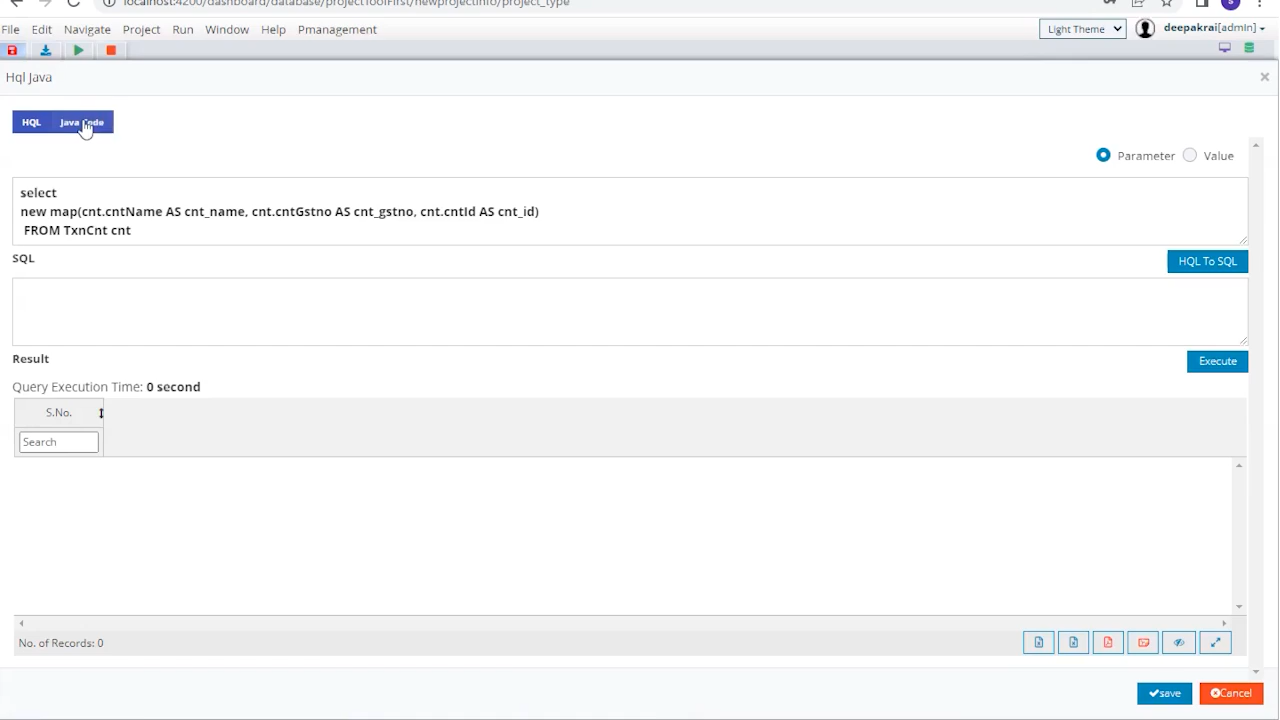 localhost:4200/dashboard/database/projectToolFirst/newprojectinfo/project_type
File Edit Navigate Project Run Window Help Pmanagement Light Theme deepakrai[admin]
Hql Java ×
HQL Java Code
Parameter Value
select
new map(cnt.cntName AS cnt_name, cnt.cntGstno AS cnt_gstno, cnt.cntId AS cnt_id)
FROM TxnCnt cnt
SQL HQL To SQL
Result Execute
Query Execution Time: 0 second
S.No.
Search
No. of Records: 0
save Cancel